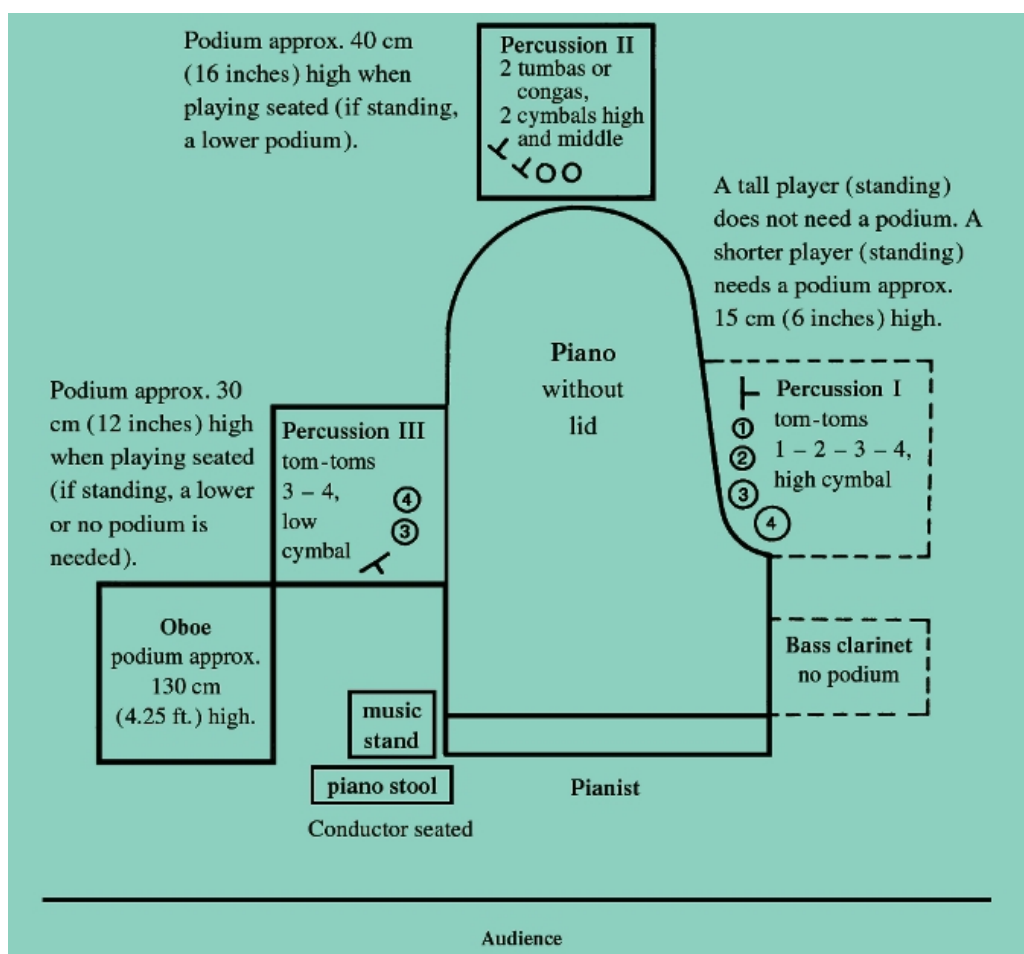 Podium approx. 40 cm
(16 inches) high when
playing seated (if standing,
a lower podium).
Percussion II
2 tumbas or
congas,
2 cymbals high
and middle
A tall player (standing)
does not need a podium. A
shorter player (standing)
needs a podium approx.
15 cm (6 inches) high.
Piano
without
lid
Percussion I
tom-toms
1 – 2 – 3 – 4,
high cymbal
1
2
3
4
Podium approx. 30
cm (12 inches) high
when playing seated
(if standing, a lower
or no podium is
needed).
Percussion III
tom-toms
3 – 4,
low
cymbal
4
3
Oboe
podium approx.
130 cm
(4.25 ft.) high.
Bass clarinet
no podium
music
stand
piano stool
Conductor seated
Pianist
Audience